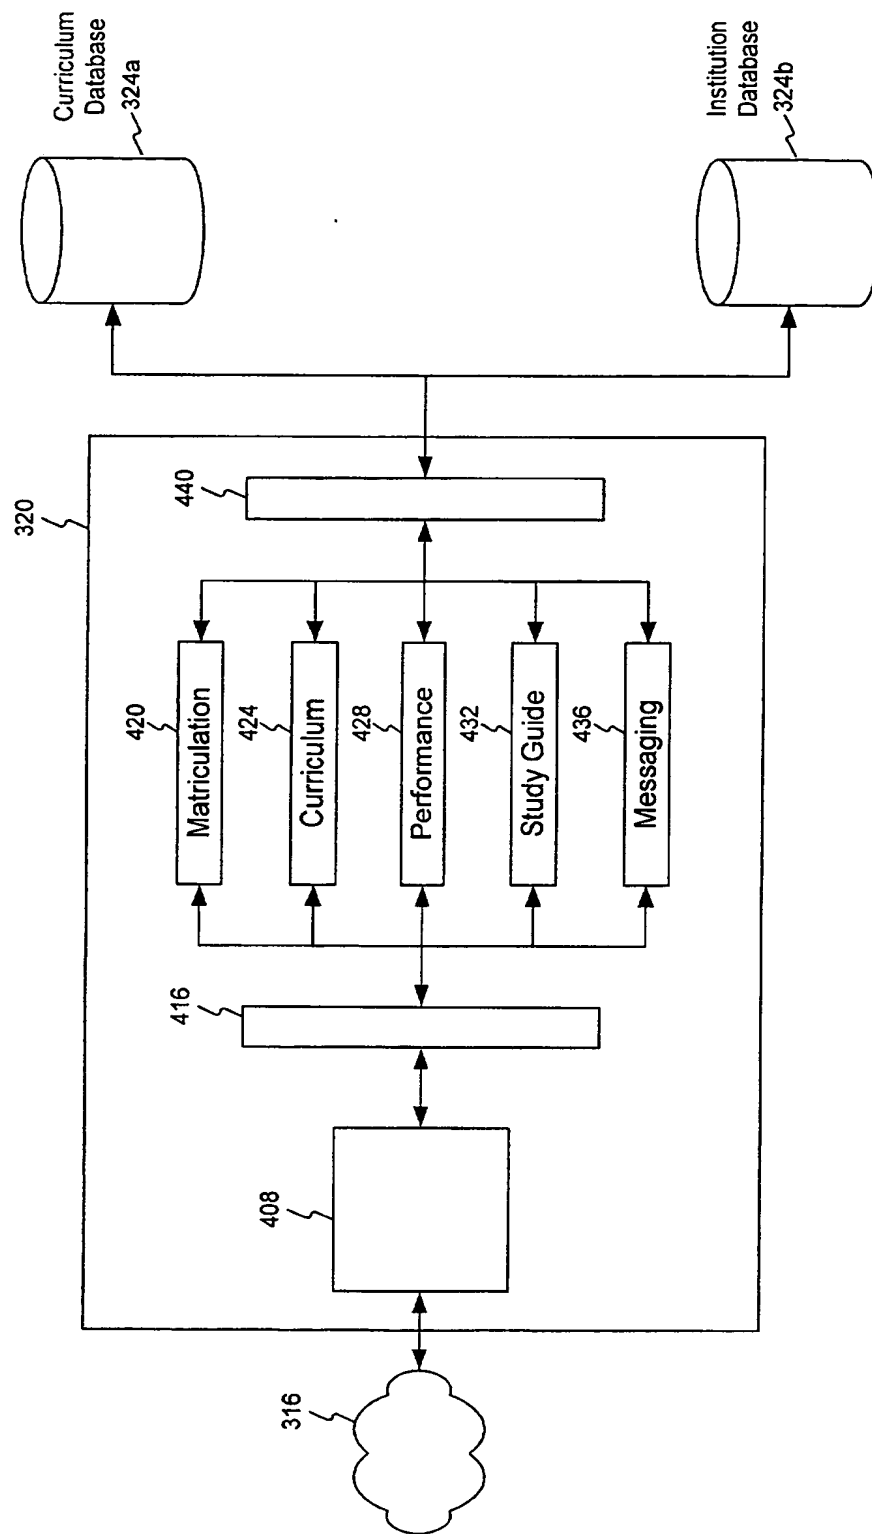 316
320
408
416
420
Matriculation
424
Curriculum
428
Performance
432
Study Guide
436
Messaging
440
Curriculum
Database
324a
Institution
Database
324b